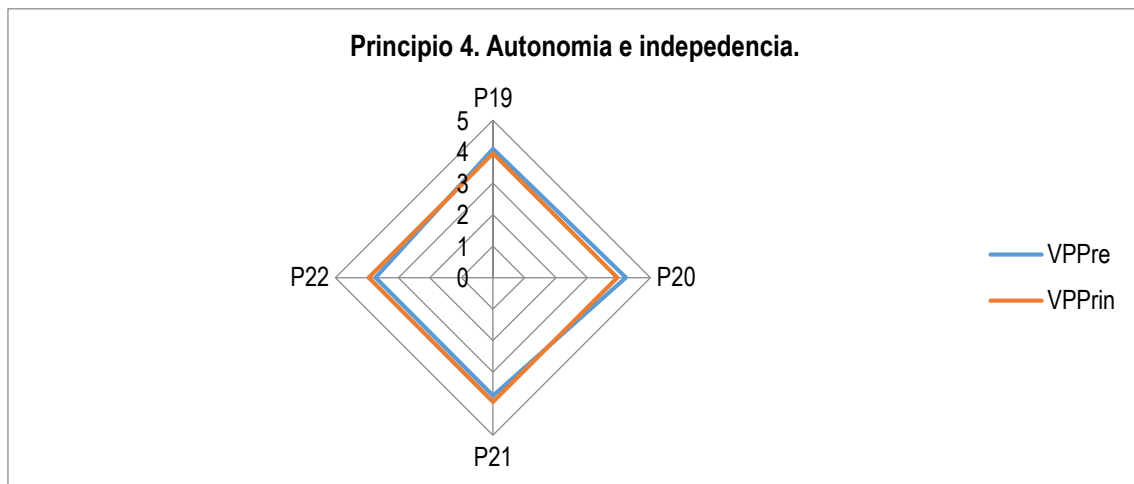 Principio 4. Autonomia e indepedencia.
P19
5
4
3
2
1
0
P22
P20
P21
VPPre
VPPrin